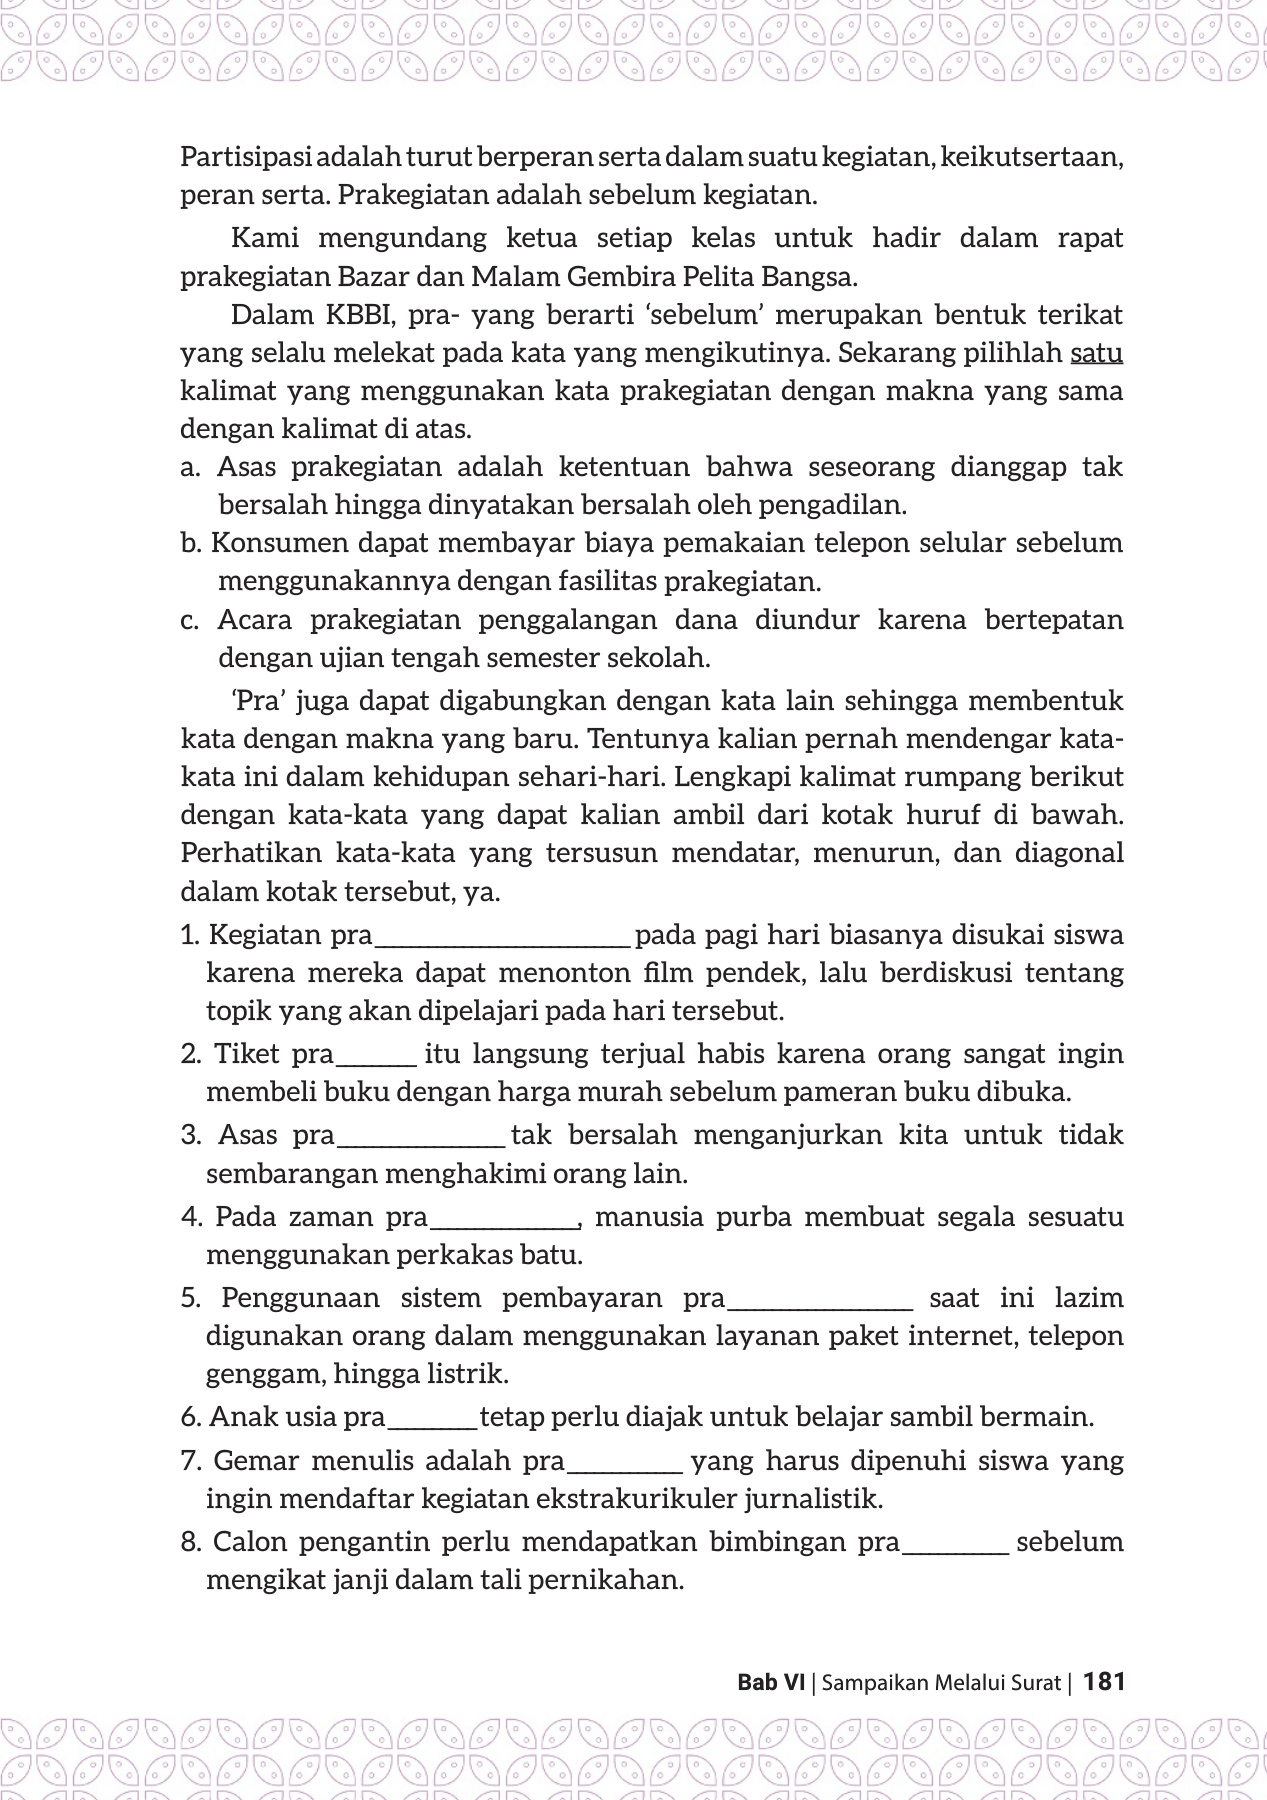 Partisipasi adalah turut berperan serta dalam suatu kegiatan, keikutsertaan,
peran serta. Prakegiatan adalah sebelum kegiatan.
Kami mengundang ketua setiap kelas untuk hadir dalam rapat
prakegiatan Bazar dan Malam Gembira Pelita Bangsa.
Dalam KBBI, pra- yang berarti ‘sebelum’ merupakan bentuk terikat
yang selalu melekat pada kata yang mengikutinya. Sekarang pilihlah satu
kalimat yang menggunakan kata prakegiatan dengan makna yang sama
dengan kalimat di atas.
a. Asas prakegiatan adalah ketentuan bahwa seseorang dianggap tak
bersalah hingga dinyatakan bersalah oleh pengadilan.
b. Konsumen dapat membayar biaya pemakaian telepon selular sebelum
menggunakannya dengan fasilitas prakegiatan.
c. Acara prakegiatan penggalangan dana diundur karena bertepatan
dengan ujian tengah semester sekolah.
‘Pra’ juga dapat digabungkan dengan kata lain sehingga membentuk
kata dengan makna yang baru. Tentunya kalian pernah mendengar kata-
kata ini dalam kehidupan sehari-hari. Lengkapi kalimat rumpang berikut
dengan kata-kata yang dapat kalian ambil dari kotak huruf di bawah.
Perhatikan kata-kata yang tersusun mendatar, menurun, dan diagonal
dalam kotak tersebut, ya.
1. Kegiatan pra___________________ pada pagi hari biasanya disukai siswa
karena mereka dapat menonton film pendek, lalu berdiskusi tentang
topik yang akan dipelajari pada hari tersebut.
2. Tiket pra______ itu langsung terjual habis karena orang sangat ingin
membeli buku dengan harga murah sebelum pameran buku dibuka.
3. Asas pra____________ tak bersalah menganjurkan kita untuk tidak
sembarangan menghakimi orang lain.
4. Pada zaman pra___________, manusia purba membuat segala sesuatu
menggunakan perkakas batu.
5. Penggunaan sistem pembayaran pra______________ saat ini lazim
digunakan orang dalam menggunakan layanan paket internet, telepon
genggam, hingga listrik.
6. Anak usia pra______ tetap perlu diajak untuk belajar sambil bermain.
7. Gemar menulis adalah pra________ yang harus dipenuhi siswa yang
ingin mendaftar kegiatan ekstrakurikuler jurnalistik.
8. Calon pengantin perlu mendapatkan bimbingan pra________ sebelum
mengikat janji dalam tali pernikahan.
Bab VI | Sampaikan Melalui Surat | 181